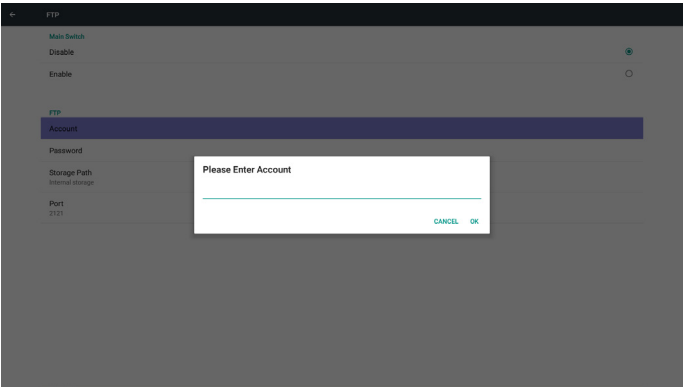 FTP
Main Switch
Disable
Enable
FTP
Account
Password
Storage Path
Internal storage
Port
2121
Please Enter Account
CANCEL OK